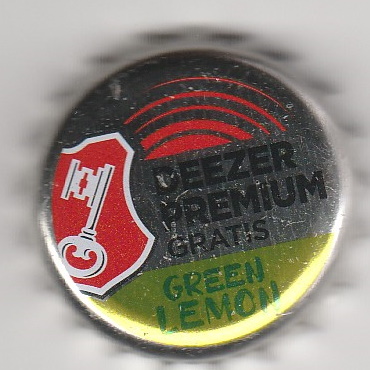 DEEZER
PREMIUM
GRATIS
GREEN
LEMON